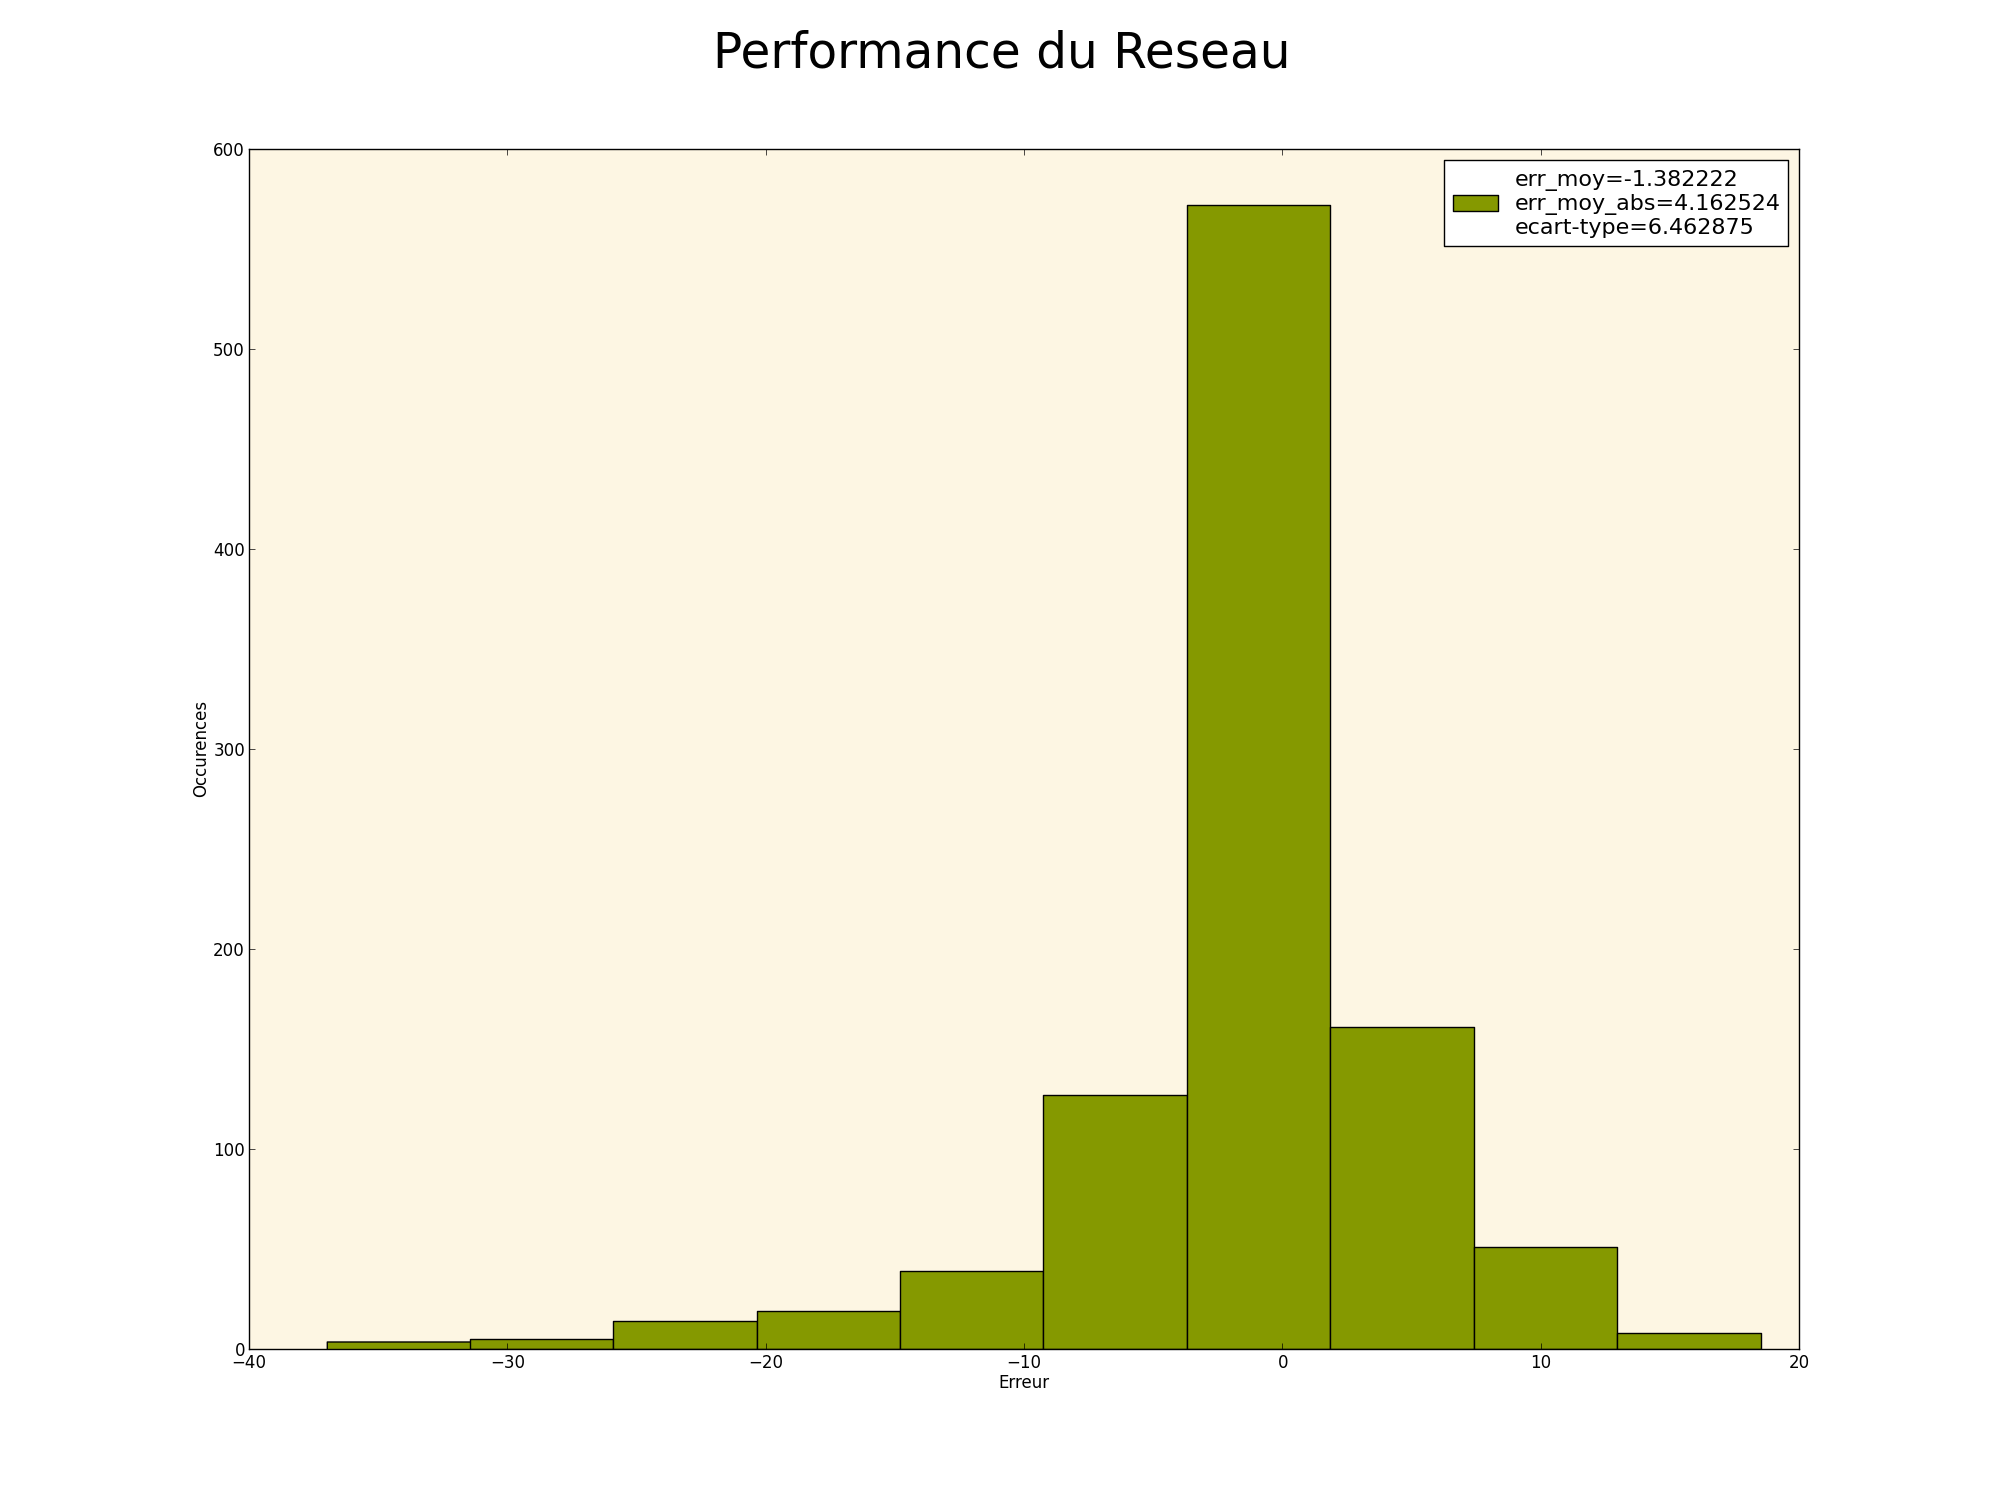 Performance du Reseau
err_moy=-1.382222
err_moy_abs=4.162524
ecart-type=6.462875
600
500
400
300
200
100
0
Occurences
−40
−30
−20
−10
0
10
20
Erreur